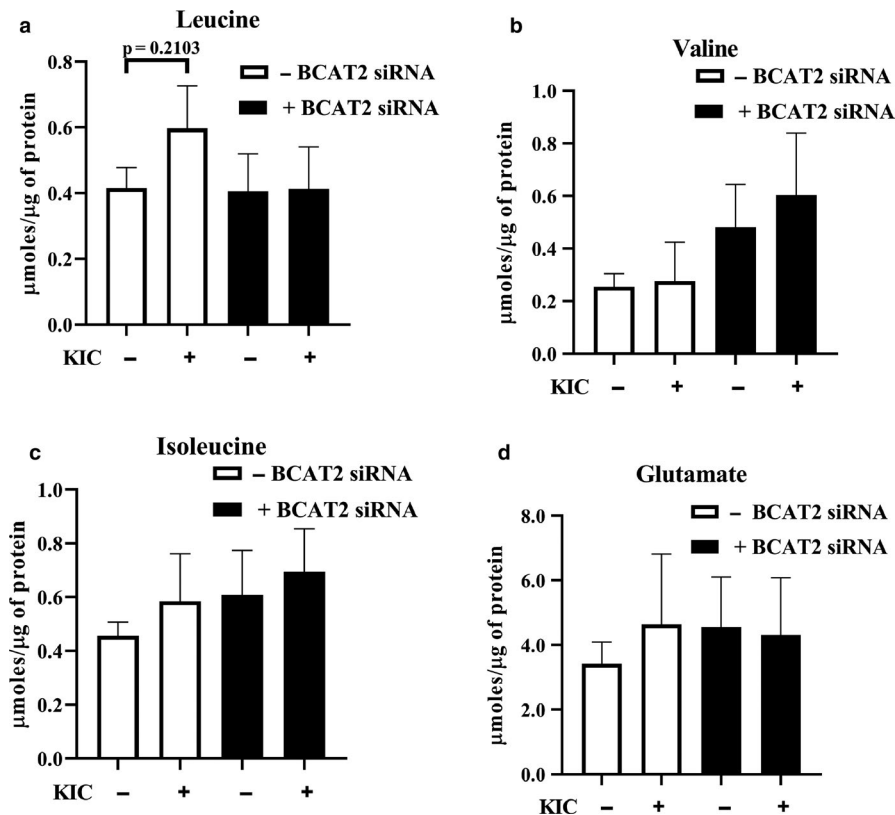 a
Leucine
p = 0.2103
– BCAT2 siRNA
+ BCAT2 siRNA
μmoles/μg of protein
0.8
0.6
0.4
0.2
0.0
KIC – + – +
b
Valine
– BCAT2 siRNA
+ BCAT2 siRNA
μmoles/μg of protein
1.0
0.8
0.6
0.4
0.2
0.0
KIC – + – +
c
Isoleucine
– BCAT2 siRNA
+ BCAT2 siRNA
μmoles/μg of protein
1.0
0.8
0.6
0.4
0.2
0.0
KIC – + – +
d
Glutamate
– BCAT2 siRNA
+ BCAT2 siRNA
μmoles/μg of protein
8.0
6.0
4.0
2.0
0.0
KIC – + – +